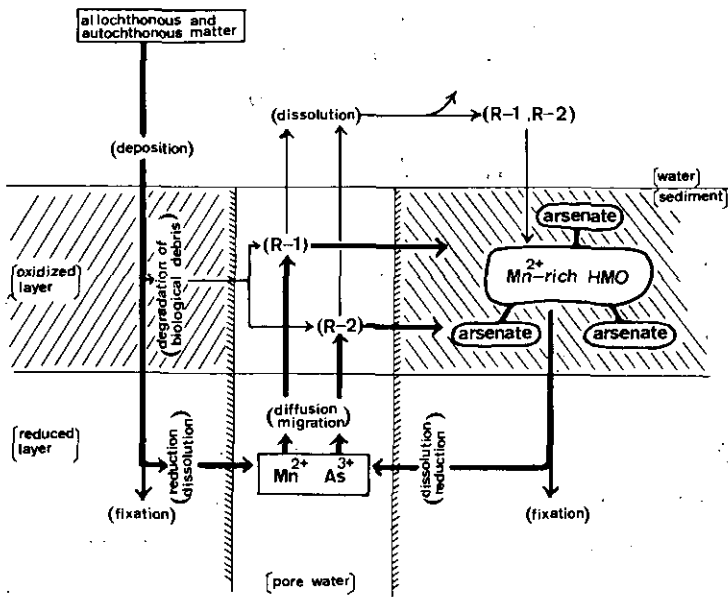 allochthonous and
autochthonous matter
(dissolution)
(R-1 ,R-2)
(deposition)
[water]
[sediment]
arsenate
(R-1)
Mn2+-rich HMO
[oxidized
layer]
(degradation of
biological debris)
(R-2)
arsenate
arsenate
(diffusion
migration)
[reduced
layer]
(reduction
dissolution)
Mn2+ As3+
(dissolution
reduction)
(fixation)
(fixation)
[pore water]